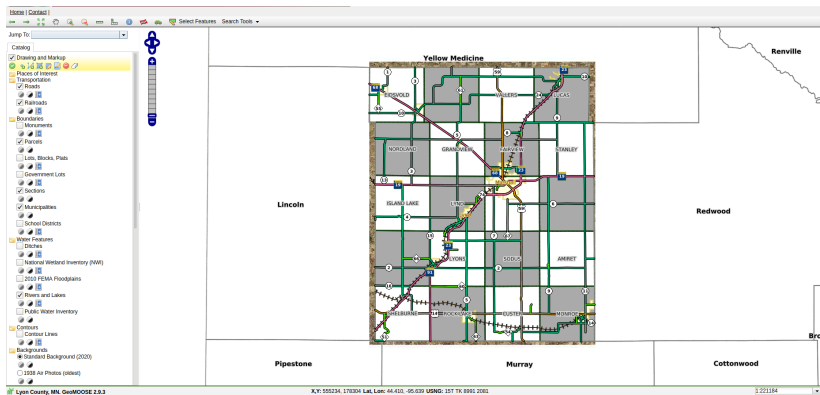 Home | Contact |
Select Features Search Tools
Jump To:
Catalog
Drawing and Markup
Places of Interest
Transportation
Roads
Railroads
Boundaries
Monuments
Parcels
Lots, Blocks, Plats
Government Lots
Sections
Municipalities
School Districts
Water Features
Ditches
National Wetland Inventory (NWI)
2010 FEMA Floodplains
Rivers and Lakes
Public Water Inventory
Contours
Contour Lines
Backgrounds
Standard Background (2020)
1938 Air Photos (oldest)
Renville
Yellow Medicine
EIDSVOLD
VALLERS
LUCAS
NORDLAND
GRANDVIEW
FAIRVIEW
STANLEY
Lincoln
ISLAND LAKE
LYND
Redwood
LYONS
SODUS
AMIRET
SHELBURNE
ROCK LAKE
CUSTER
MONROE
Pipestone
Murray
Cottonwood
Lyon County, MN. GeoMOOSE 2.9.3
X,Y: 555234, 178304 Lat, Lon: 44.410, -95.639 USNG: 15T TK 8991 2081
1:221184